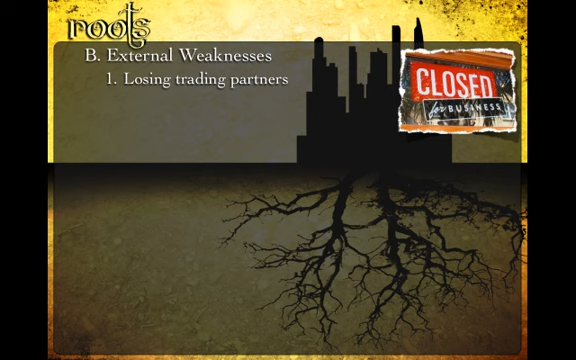 roots
B. External Weaknesses
1. Losing trading partners
CLOSED
for BUSINESS